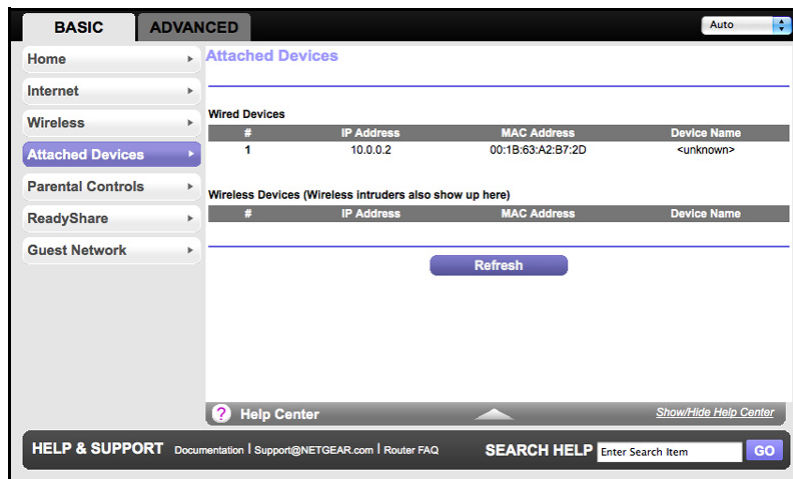 BASIC ADVANCED Auto
Home
Internet
Wireless
Attached Devices
Parental Controls
ReadyShare
Guest Network
Attached Devices
Wired Devices
# IP Address MAC Address Device Name
1 10.0.0.2 00:1B:63:A2:B7:2D <unknown>
Wireless Devices (Wireless intruders also show up here)
# IP Address MAC Address Device Name
Refresh
? Help Center Show/Hide Help Center
HELP & SUPPORT Documentation | Support@NETGEAR.com | Router FAQ SEARCH HELP Enter Search Item GO